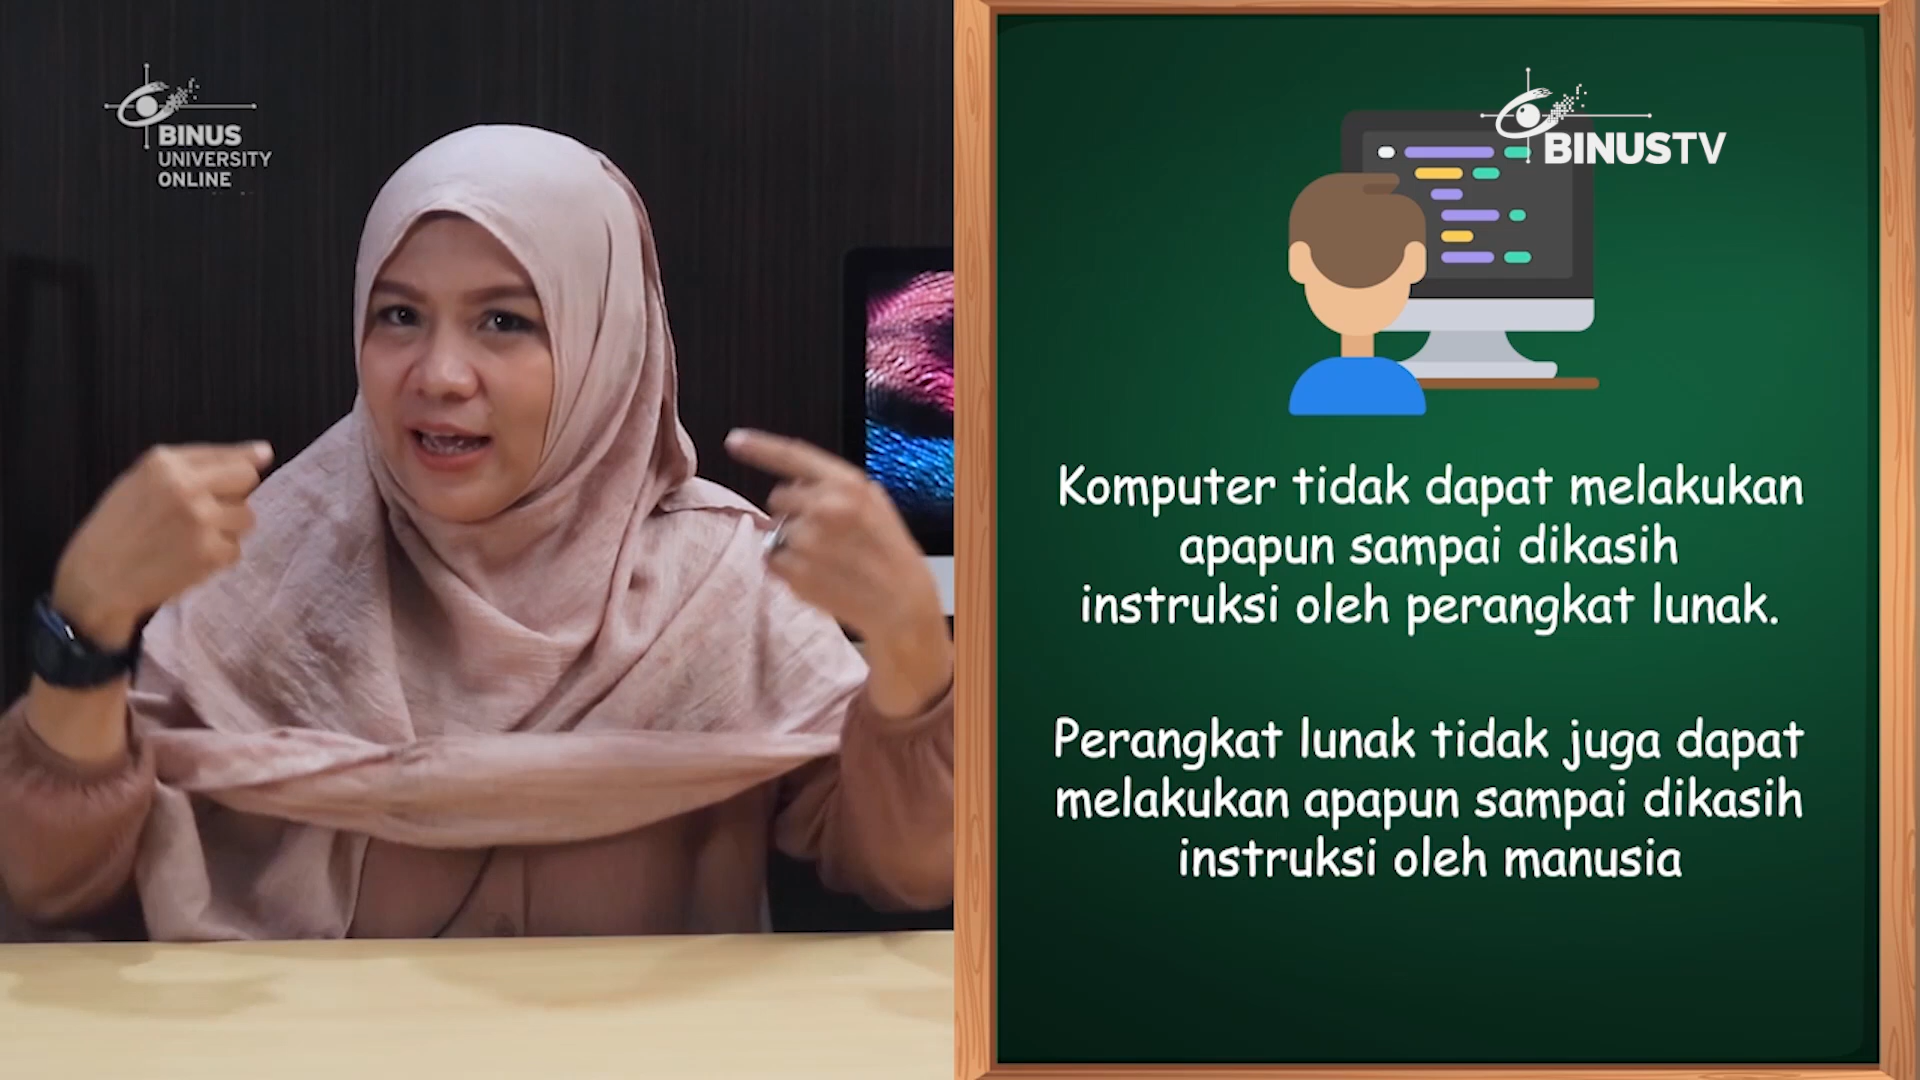 BINUS
UNIVERSITY
ONLINE
BINUSTV
Komputer tidak dapat melakukan
apapun sampai dikasih
instruksi oleh perangkat lunak.
Perangkat lunak tidak juga dapat
melakukan apapun sampai dikasih
instruksi oleh manusia